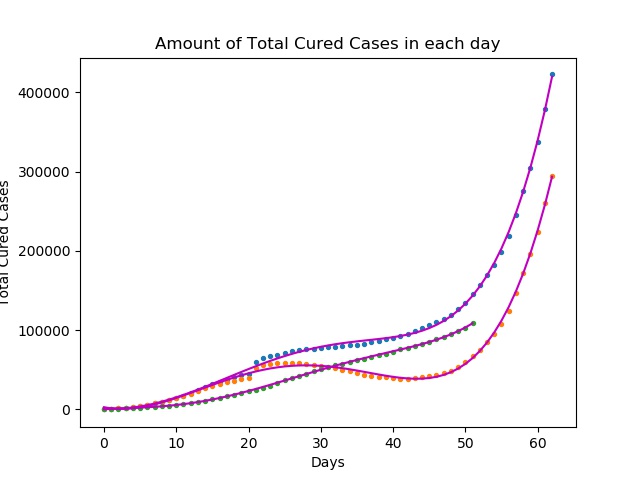 Amount of Total Cured Cases in each day
Total Cured Cases
400000
300000
200000
100000
0
0 10 20 30 40 50 60
Days